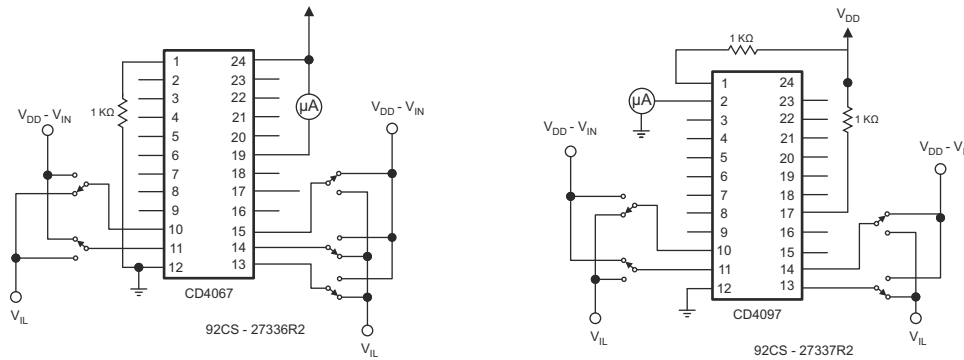 1
2
3
4
5
6
7
8
9
10
11
12
24
23
22
21
20
19
18
17
16
15
14
13
1 KΩ
μA
V_DD - V_IN
V_DD - V_IN
V_IL
V_IL
CD4067
92CS - 27336R2
V_DD
1 KΩ
1 KΩ
μA
1
2
3
4
5
6
7
8
9
10
11
12
24
23
22
21
20
19
18
17
16
15
14
13
V_DD - V_IN
V_DD - V_I
V_IL
V_IL
CD4097
92CS - 27337R2